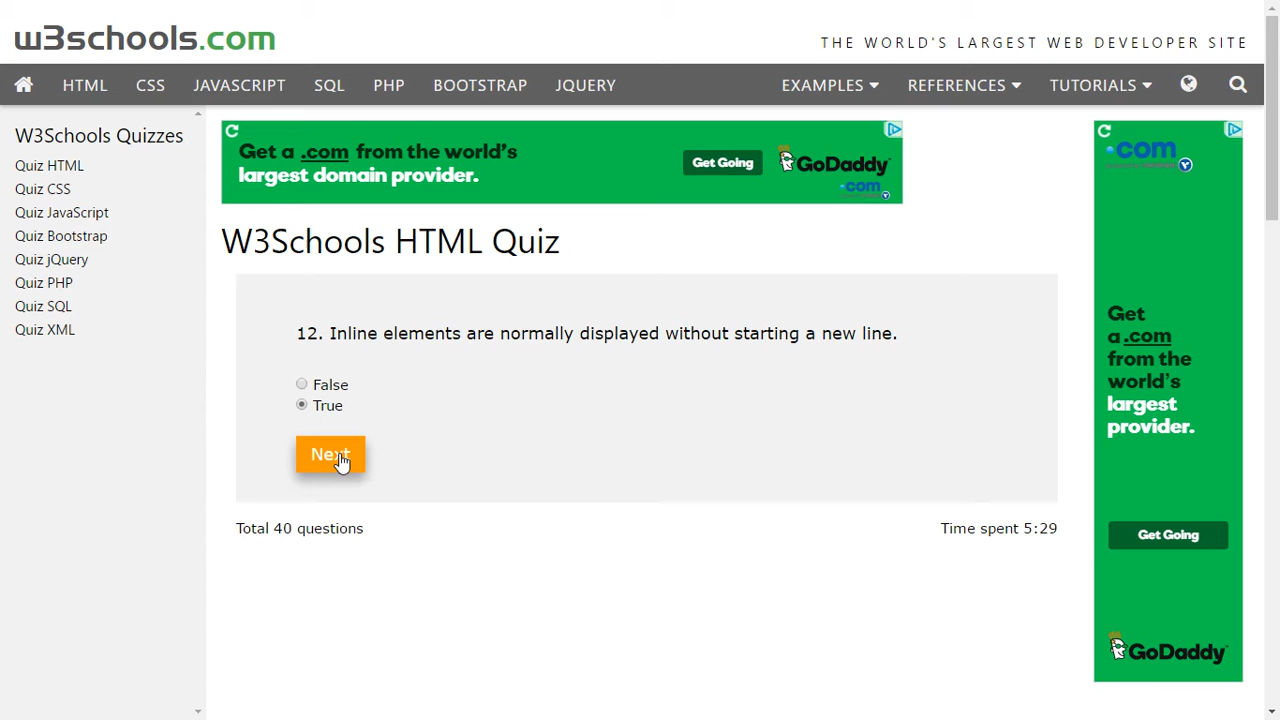 w3schools.com
THE WORLD'S LARGEST WEB DEVELOPER SITE
HTML CSS JAVASCRIPT SQL PHP BOOTSTRAP JQUERY EXAMPLES REFERENCES TUTORIALS
W3Schools Quizzes
Quiz HTML
Quiz CSS
Quiz JavaScript
Quiz Bootstrap
Quiz jQuery
Quiz PHP
Quiz SQL
Quiz XML
Get a .com from the world's
largest domain provider.
Get Going
GoDaddy
.com
W3Schools HTML Quiz
12. Inline elements are normally displayed without starting a new line.
False
True
Next
Total 40 questions
Time spent 5:29
.com
Get
a .com
from the
world's
largest
provider.
Get Going
GoDaddy